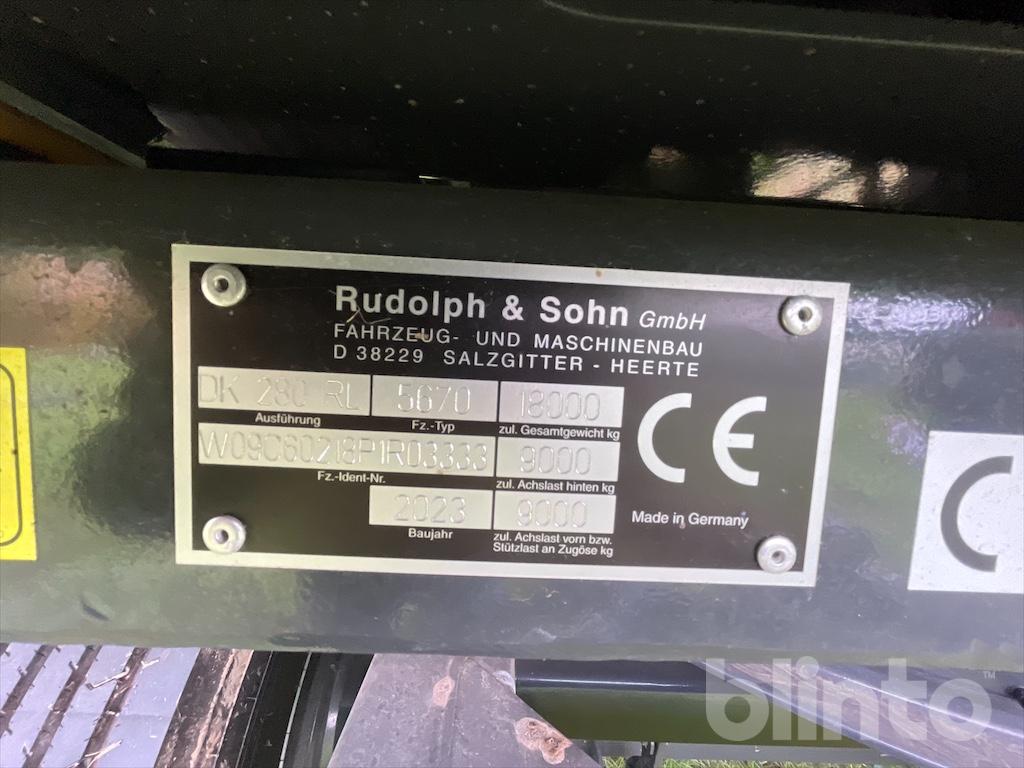 Rudolph & Sohn GmbH
FAHRZEUG- UND MASCHINENBAU
D 38229 SALZGITTER - HEERTE
DK 280 RL 5670 18000
Ausführung Fz.-Typ zul. Gesamtgewicht kg
W09C60218P1R03333 9000
Fz.-Ident-Nr. zul. Achslast hinten kg
2023 9000
Baujahr zul. Achslast vorn bzw.
Stützlast an Zugöse kg
CE
Made in Germany
C
blinto™